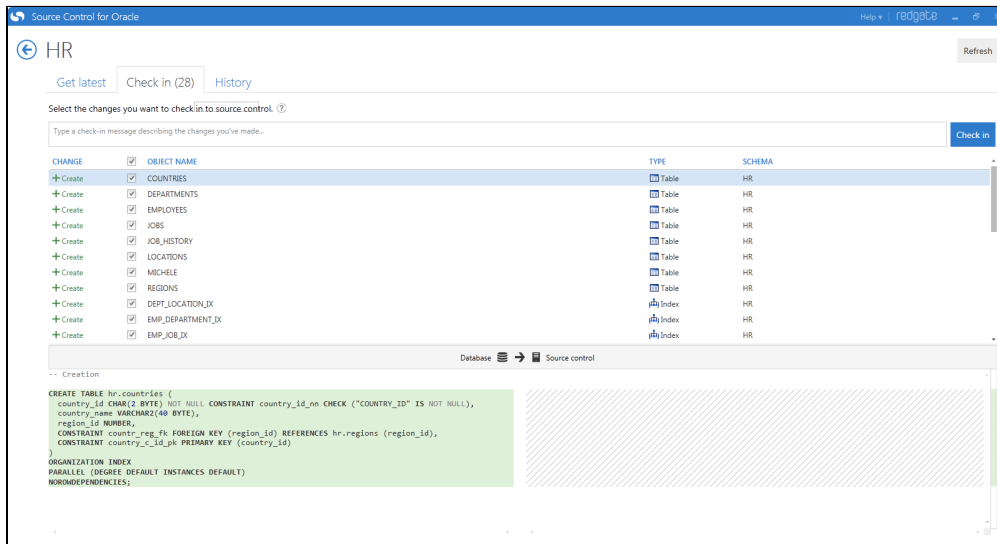 Source Control for Oracle
Help
redgate
HR
Refresh
Get latest
Check in (28)
History
Select the changes you want to check in to source control.
?
Type a check-in message describing the changes you've made...
Check in
CHANGE OBJECT NAME TYPE SCHEMA
Create COUNTRIES Table HR
Create DEPARTMENTS Table HR
Create EMPLOYEES Table HR
Create JOBS Table HR
Create JOB_HISTORY Table HR
Create LOCATIONS Table HR
Create MICHELE Table HR
Create REGIONS Table HR
Create DEPT_LOCATION_IX Index HR
Create EMP_DEPARTMENT_IX Index HR
Create EMP_JOB_IX Index HR
Database → Source control
-- Creation
CREATE TABLE hr.countries (
country_id CHAR(2 BYTE) NOT NULL CONSTRAINT country_id_nn CHECK ("COUNTRY_ID" IS NOT NULL),
country_name VARCHAR2(40 BYTE),
region_id NUMBER,
CONSTRAINT countr_reg_fk FOREIGN KEY (region_id) REFERENCES hr.regions (region_id),
CONSTRAINT country_c_id_pk PRIMARY KEY (country_id)
)
ORGANIZATION INDEX
PARALLEL (DEGREE DEFAULT INSTANCES DEFAULT)
NOROWDEPENDENCIES;